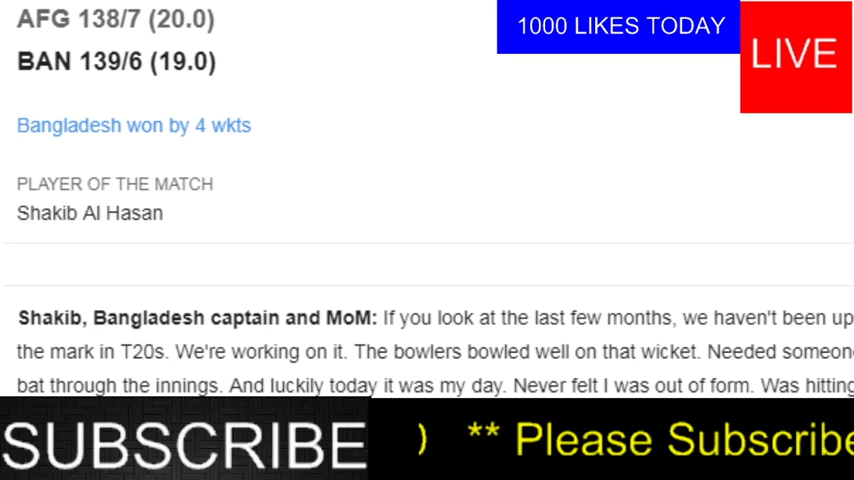 AFG 138/7 (20.0)
1000 LIKES TODAY
LIVE
BAN 139/6 (19.0)
Bangladesh won by 4 wkts
PLAYER OF THE MATCH
Shakib Al Hasan
Shakib, Bangladesh captain and MoM: If you look at the last few months, we haven't been up
the mark in T20s. We're working on it. The bowlers bowled well on that wicket. Needed someone
bat through the innings. And luckily today it was my day. Never felt I was out of form. Was hitting
SUBSCRIBE
) ** Please Subscribe